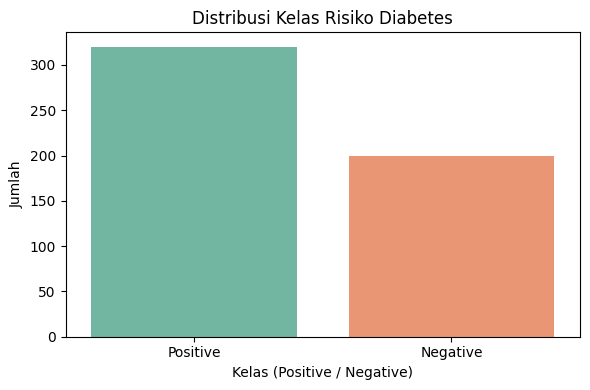 Distribusi Kelas Risiko Diabetes
Jumlah
300
250
200
150
100
50
0
Positive
Negative
Kelas (Positive / Negative)